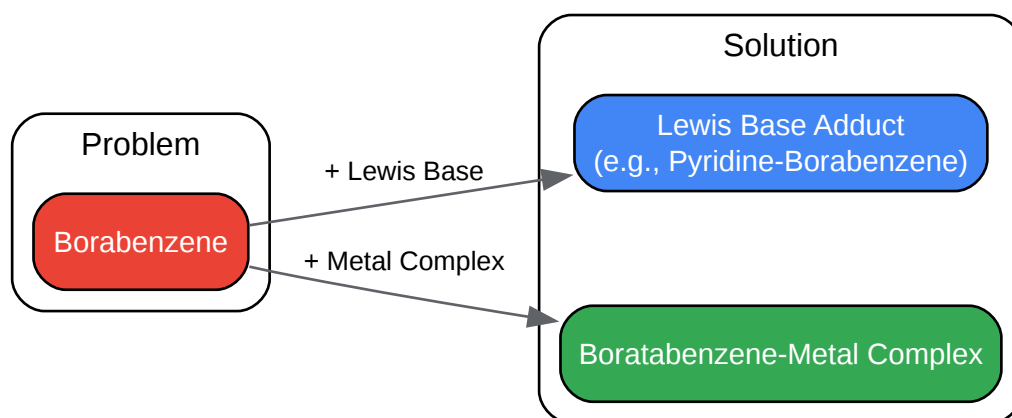 Problem
Borabenzene
+ Lewis Base
+ Metal Complex
Solution
Lewis Base Adduct
(e.g., Pyridine-Borabenzene)
Boratabenzene-Metal Complex